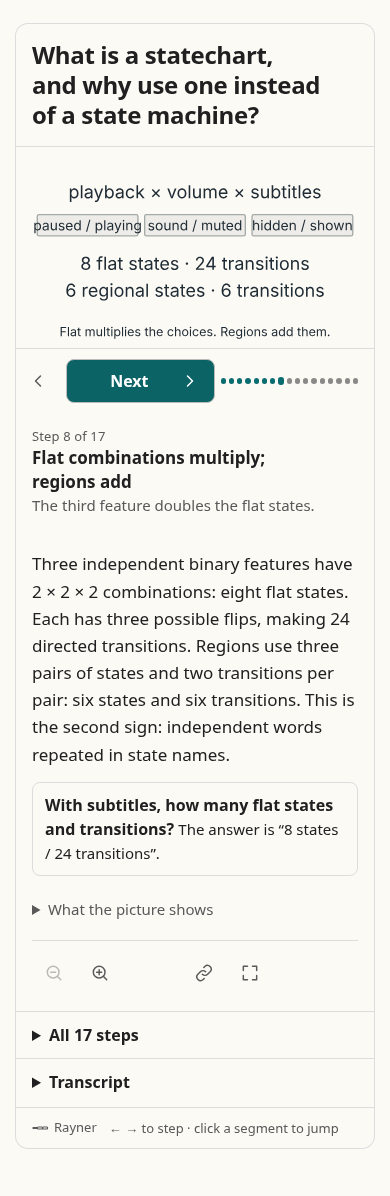 What is a statechart,
and why use one instead
of a state machine?
playback × volume × subtitles
paused / playing sound / muted hidden / shown
8 flat states · 24 transitions
6 regional states · 6 transitions
Flat multiplies the choices. Regions add them.
Next
Step 8 of 17
Flat combinations multiply;
regions add
The third feature doubles the flat states.
Three independent binary features have
2 × 2 × 2 combinations: eight flat states.
Each has three possible flips, making 24
directed transitions. Regions use three
pairs of states and two transitions per
pair: six states and six transitions. This is
the second sign: independent words
repeated in state names.
With subtitles, how many flat states
and transitions? The answer is “8 states
/ 24 transitions”.
What the picture shows
All 17 steps
Transcript
Rayner ← → to step · click a segment to jump